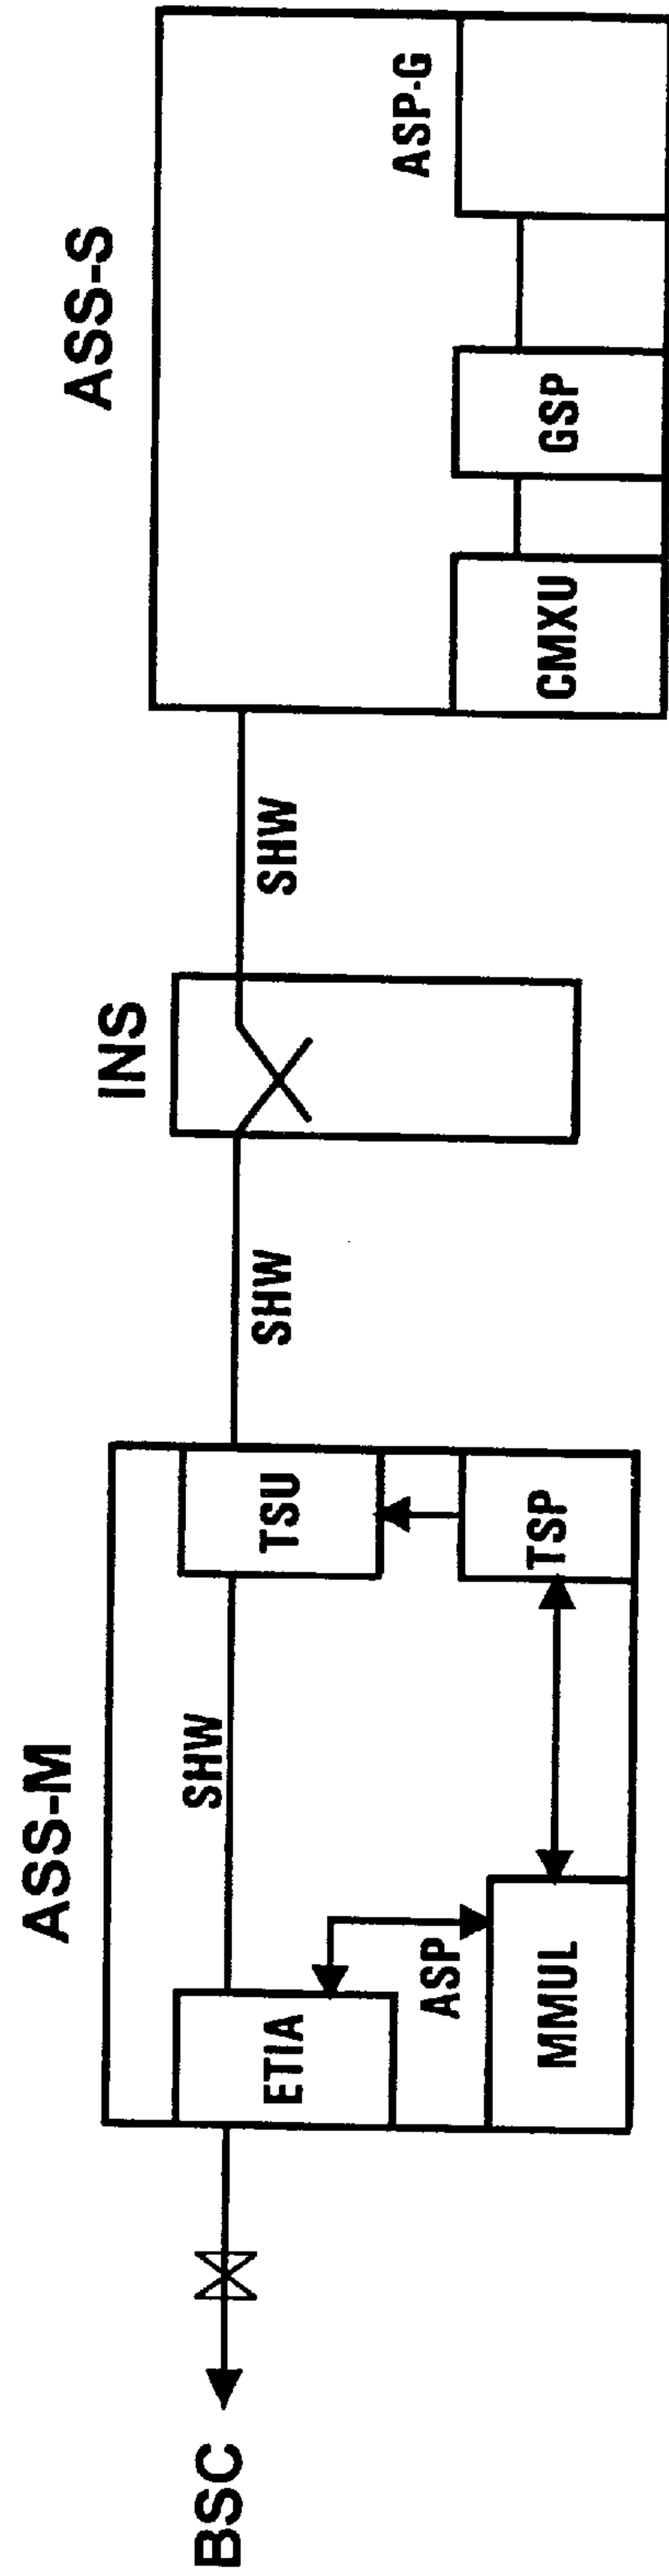 ASS-M
INS
ASS-S
BSC
ETIA
SHW
TSU
SHW
SHW
ASP
MMUL
TSP
CMXU
GSP
ASP-G